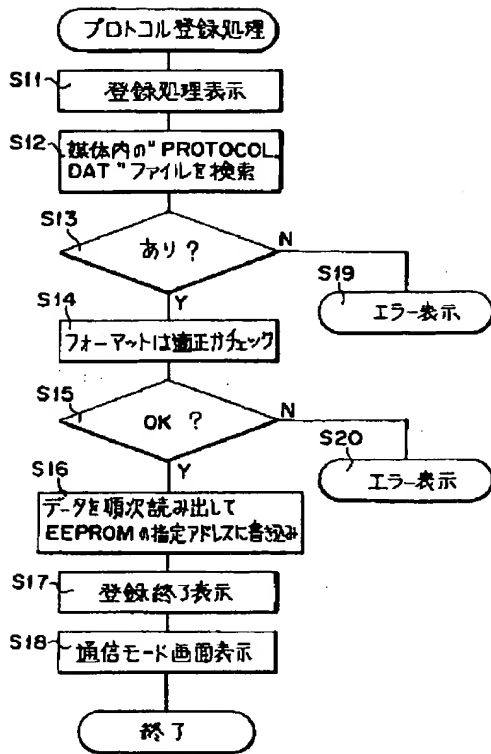 プロトコル登録処理
S11
登録処理表示
S12
媒体内の"PROTOCOL.
DAT"ファイルを検索
S13
あり？
N
Y
S19
エラー表示
S14
フォーマットは適正かチェック
S15
OK ？
N
Y
S20
エラー表示
S16
データを順次読み出して
EEPROMの指定アドレスに書き込み
S17
登録終了表示
S18
通信モード画面表示
終了